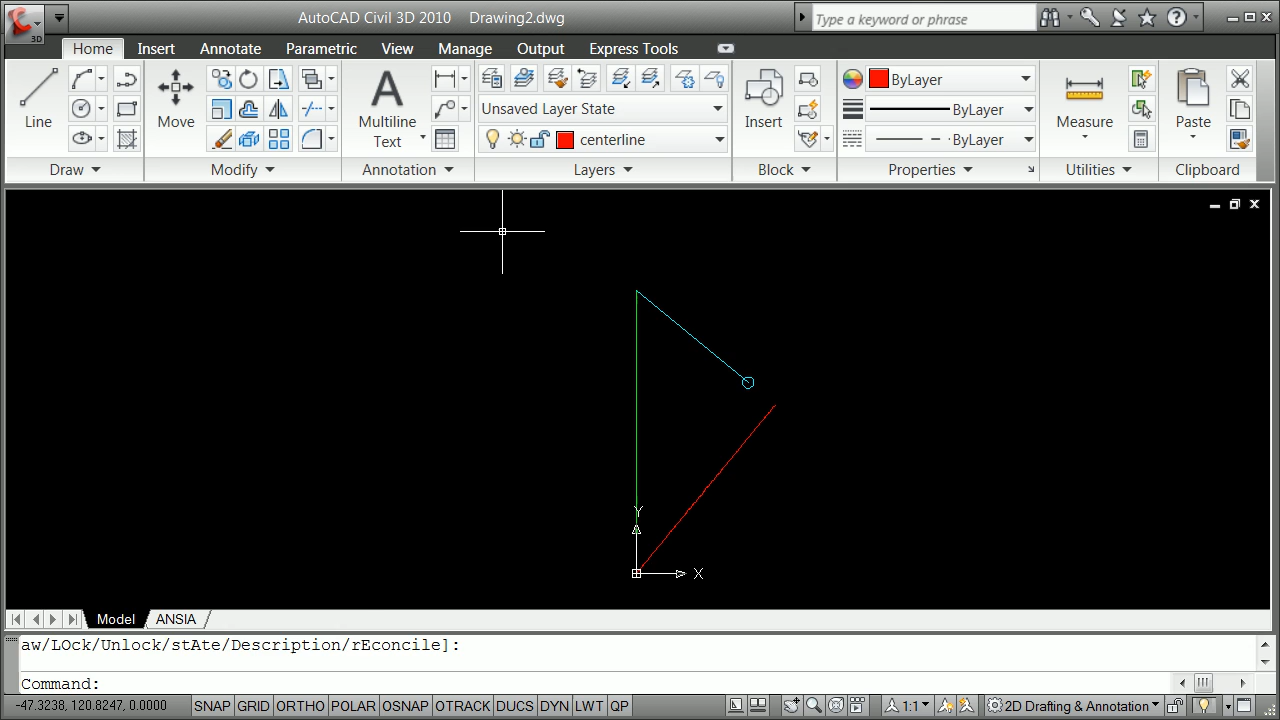 AutoCAD Civil 3D 2010 Drawing2.dwg
Type a keyword or phrase
3D
Home Insert Annotate Parametric View Manage Output Express Tools
Line
Move
Multiline
Text
Unsaved Layer State
centerline
Insert
ByLayer
ByLayer
ByLayer
Measure
Paste
Draw Modify Annotation Layers Block Properties Utilities Clipboard
Y
X
Model ANSIA
aw/LOck/Unlock/stAte/Description/rEconcile]:
Command:
-47.3238, 120.8247, 0.0000 SNAP GRID ORTHO POLAR OSNAP OTRACK DUCS DYN LWT QP 1:1 2D Drafting & Annotation